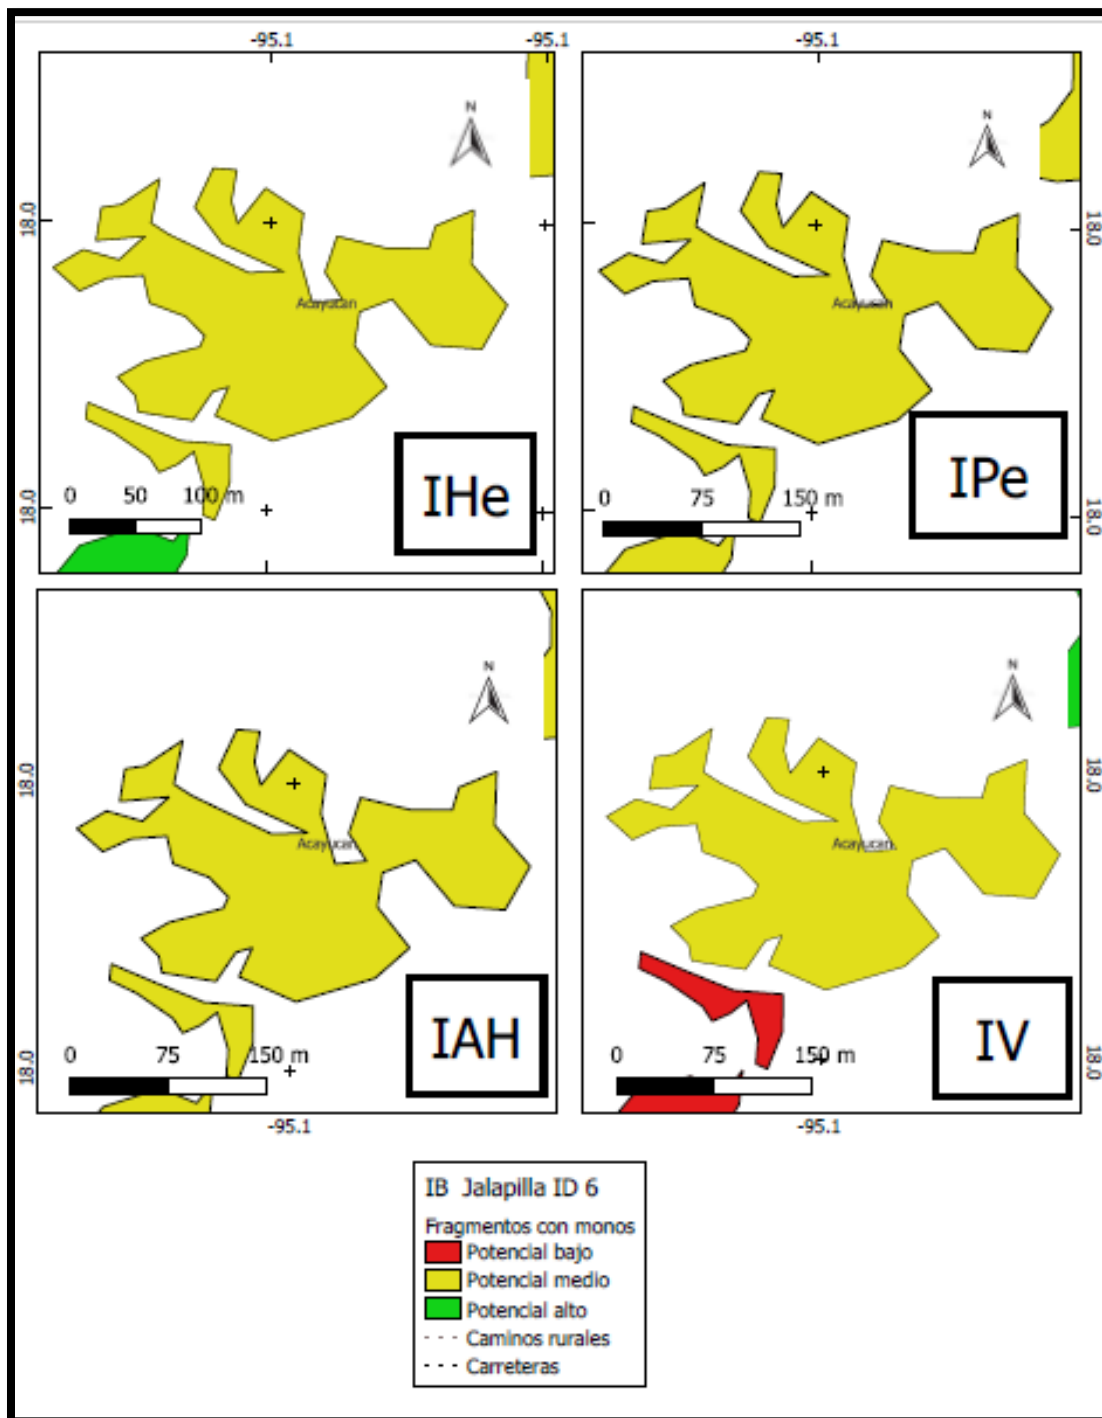 -95.1 -95.1 -95.1
N N
18.0 18.0
Acayucan Acayucan
IHe IPe
0 50 100 m 0 75 150 m
18.0 18.0
N N
18.0 18.0
Acayucan Acayucan
IAH IV
0 75 150 m 0 75 150 m
18.0 18.0
-95.1 -95.1
IB Jalapilla ID 6
Fragmentos con monos
Potencial bajo
Potencial medio
Potencial alto
Caminos rurales
Carreteras